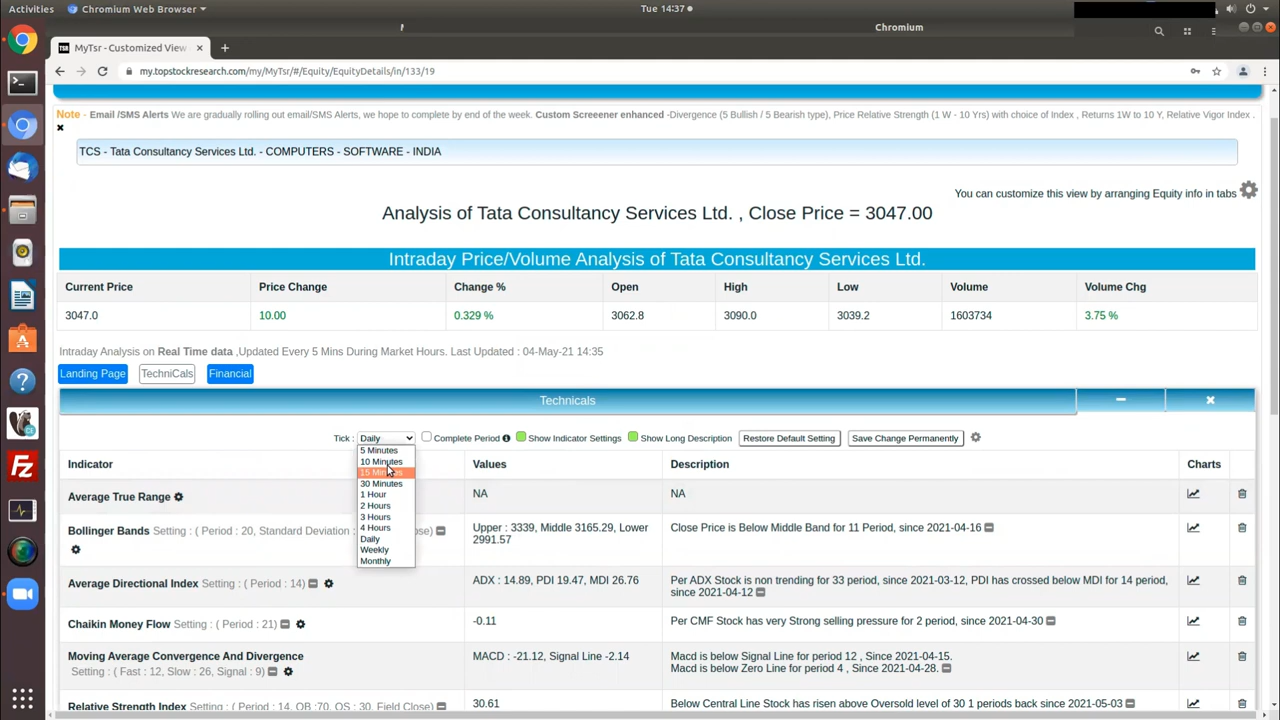 Activities
Chromium Web Browser
Tue 14:37
Chromium
MyTsr - Customized View
my.topstockresearch.com/my/MyTsr/#/Equity/EquityDetails/in/133/19
Note - Email/SMS Alerts We are gradually rolling out email/SMS Alerts, we hope to complete by end of the week. Custom Screeener enhanced -Divergence (5 Bullish / 5 Bearish type), Price Relative Strength (1 W - 10 Yrs) with choice of Index , Returns 1W to 10 Y, Relative Vigor Index .
TCS - Tata Consultancy Services Ltd. - COMPUTERS - SOFTWARE - INDIA
You can customize this view by arranging Equity info in tabs
Analysis of Tata Consultancy Services Ltd. , Close Price = 3047.00
Intraday Price/Volume Analysis of Tata Consultancy Services Ltd.
Current Price Price Change Change % Open High Low Volume Volume Chg
3047.0 10.00 0.329 % 3062.8 3090.0 3039.2 1603734 3.75 %
Intraday Analysis on Real Time data ,Updated Every 5 Mins During Market Hours. Last Updated : 04-May-21 14:35
Landing Page TechniCals Financial
Technicals
Tick : Daily Complete Period Show Indicator Settings Show Long Description Restore Default Setting Save Change Permanently
5 Minutes
10 Minutes
15 Minutes
30 Minutes
1 Hour
2 Hours
3 Hours
4 Hours
Daily
Weekly
Monthly
Indicator Values Description Charts
Average True Range NA NA
Bollinger Bands Setting : ( Period : 20, Standard Deviation
Upper : 3339, Middle 3165.29, Lower
2991.57
Close Price is Below Middle Band for 11 Period, since 2021-04-16
Average Directional Index Setting : ( Period : 14)
ADX : 14.89, PDI 19.47, MDI 26.76
Per ADX Stock is non trending for 33 period, since 2021-03-12, PDI has crossed below MDI for 14 period,
since 2021-04-12
Chaikin Money Flow Setting : ( Period : 21)
-0.11
Per CMF Stock has very Strong selling pressure for 2 period, since 2021-04-30
Moving Average Convergence And Divergence
Setting : ( Fast : 12, Slow : 26, Signal : 9)
MACD : -21.12, Signal Line -2.14
Macd is below Signal Line for period 12 , Since 2021-04-15.
Macd is below Zero Line for period 4 , Since 2021-04-28.
Relative Strength Index Setting : ( Period : 14, OB :70, OS : 30, Field Close)
30.61
Below Central Line Stock has risen above Oversold level of 30 1 periods back since 2021-05-03